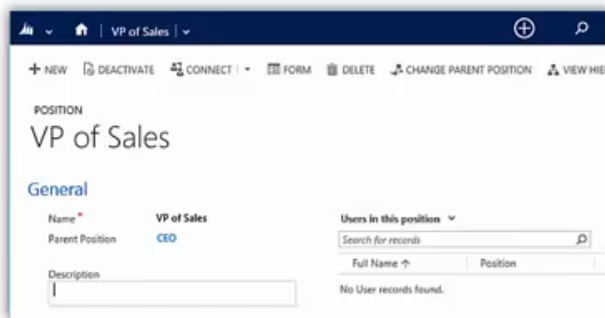 VP of Sales
NEW DEACTIVATE CONNECT FORM DELETE CHANGE PARENT POSITION VIEW HIE
POSITION
VP of Sales
General
Name* VP of Sales
Parent Position CEO
Description
Users in this position
Search for records
Full Name Position
No User records found.